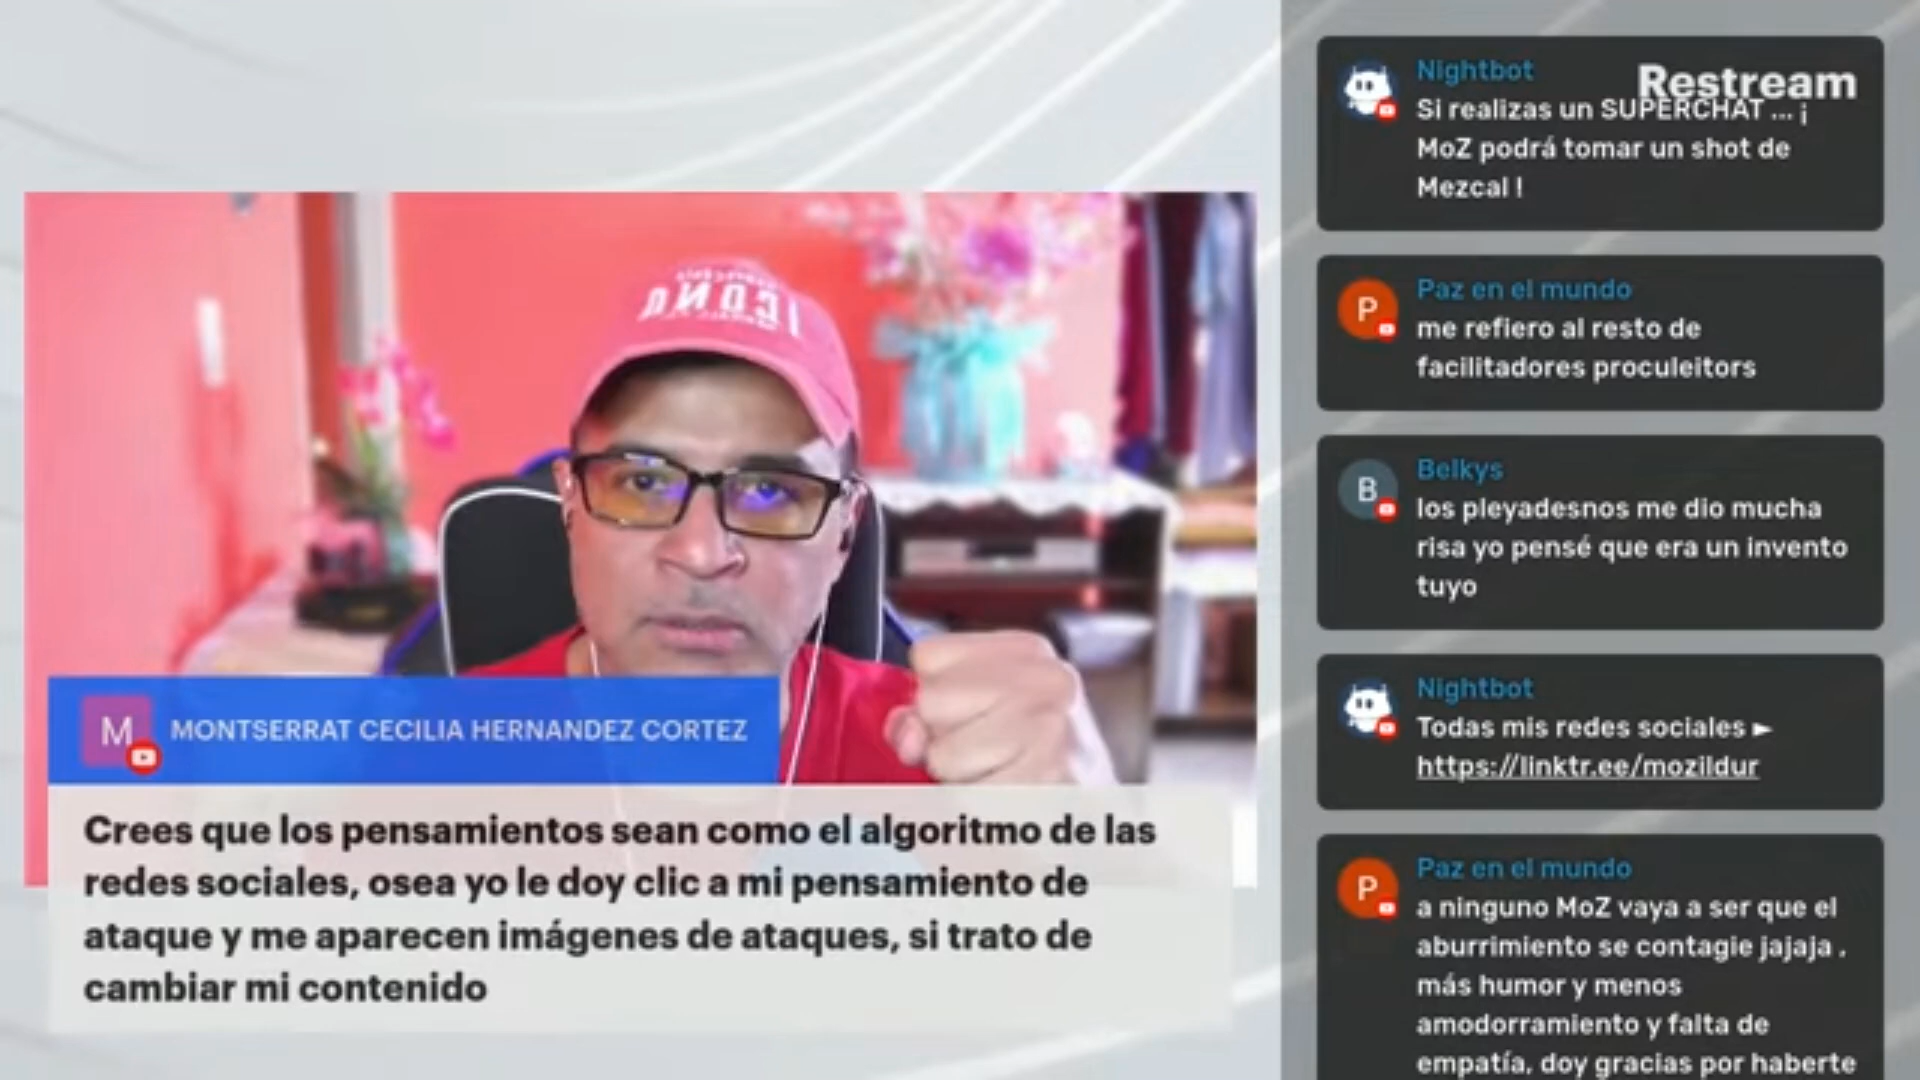 Restream
Nightbot
Si realizas un SUPERCHAT ... ¡
MoZ podrá tomar un shot de
Mezcal !
P
Paz en el mundo
me refiero al resto de
facilitadores proculeitors
B
Belkys
los pleyadesnos me dio mucha
risa yo pensé que era un invento
tuyo
Nightbot
Todas mis redes sociales ►
https://linktr.ee/mozildur
P
Paz en el mundo
a ninguno MoZ vaya a ser que el
aburrimiento se contagie jajaja .
más humor y menos
amodorramiento y falta de
empatía, doy gracias por haberte
ICONO
M
MONTSERRAT CECILIA HERNANDEZ CORTEZ
Crees que los pensamientos sean como el algoritmo de las
redes sociales, osea yo le doy clic a mi pensamiento de
ataque y me aparecen imágenes de ataques, si trato de
cambiar mi contenido